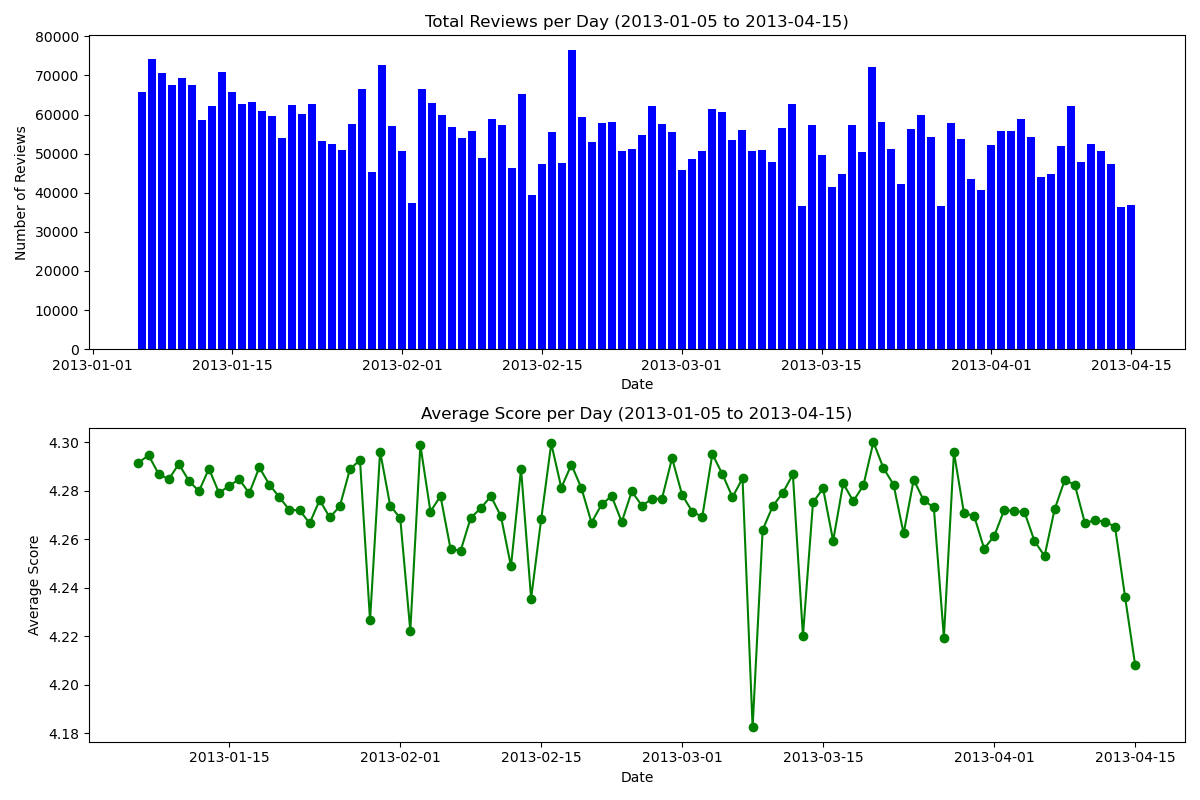 Total Reviews per Day (2013-01-05 to 2013-04-15)
80000
70000
60000
50000
40000
30000
20000
10000
0
Number of Reviews
2013-01-01 2013-01-15 2013-02-01 2013-02-15 2013-03-01 2013-03-15 2013-04-01 2013-04-15
Date
Average Score per Day (2013-01-05 to 2013-04-15)
4.30
4.28
4.26
4.24
4.22
4.20
4.18
Average Score
2013-01-15 2013-02-01 2013-02-15 2013-03-01 2013-03-15 2013-04-01 2013-04-15
Date